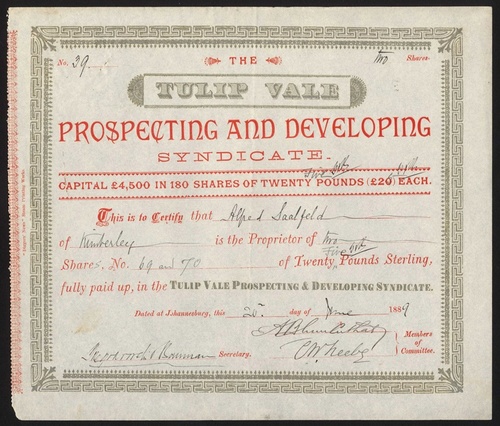 No. 39 THE two Shares
TULIP VALE
PROSPECTING AND DEVELOPING
SYNDICATE.
CAPITAL £4,500 IN 180 SHARES OF TWENTY POUNDS (£20) EACH.
This is to Certify that Alfred Saalfeld
of Kimberley is the Proprietor of two
Five
Shares, No. 69 and 70 of Twenty Pounds Sterling,
fully paid up, in the TULIP VALE PROSPECTING & DEVELOPING SYNDICATE.
Dated at Johannesburg, this 25 day of June 1889
Secretary.
Members of Committee.